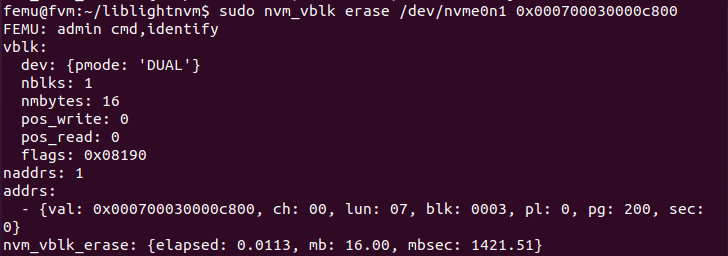 femu@fvm:~/liblightnvm$ sudo nvm_vblk erase /dev/nvme0n1 0x000700030000c800
FEMU: admin cmd,identify
vblk:
  dev: {pmode: 'DUAL'}
  nblks: 1
  nmbytes: 16
  pos_write: 0
  pos_read: 0
  flags: 0x08190
naddrs: 1
addrs:
  - {val: 0x000700030000c800, ch: 00, lun: 07, blk: 0003, pl: 0, pg: 200, sec:
0}
nvm_vblk_erase: {elapsed: 0.0113, mb: 16.00, mbsec: 1421.51}